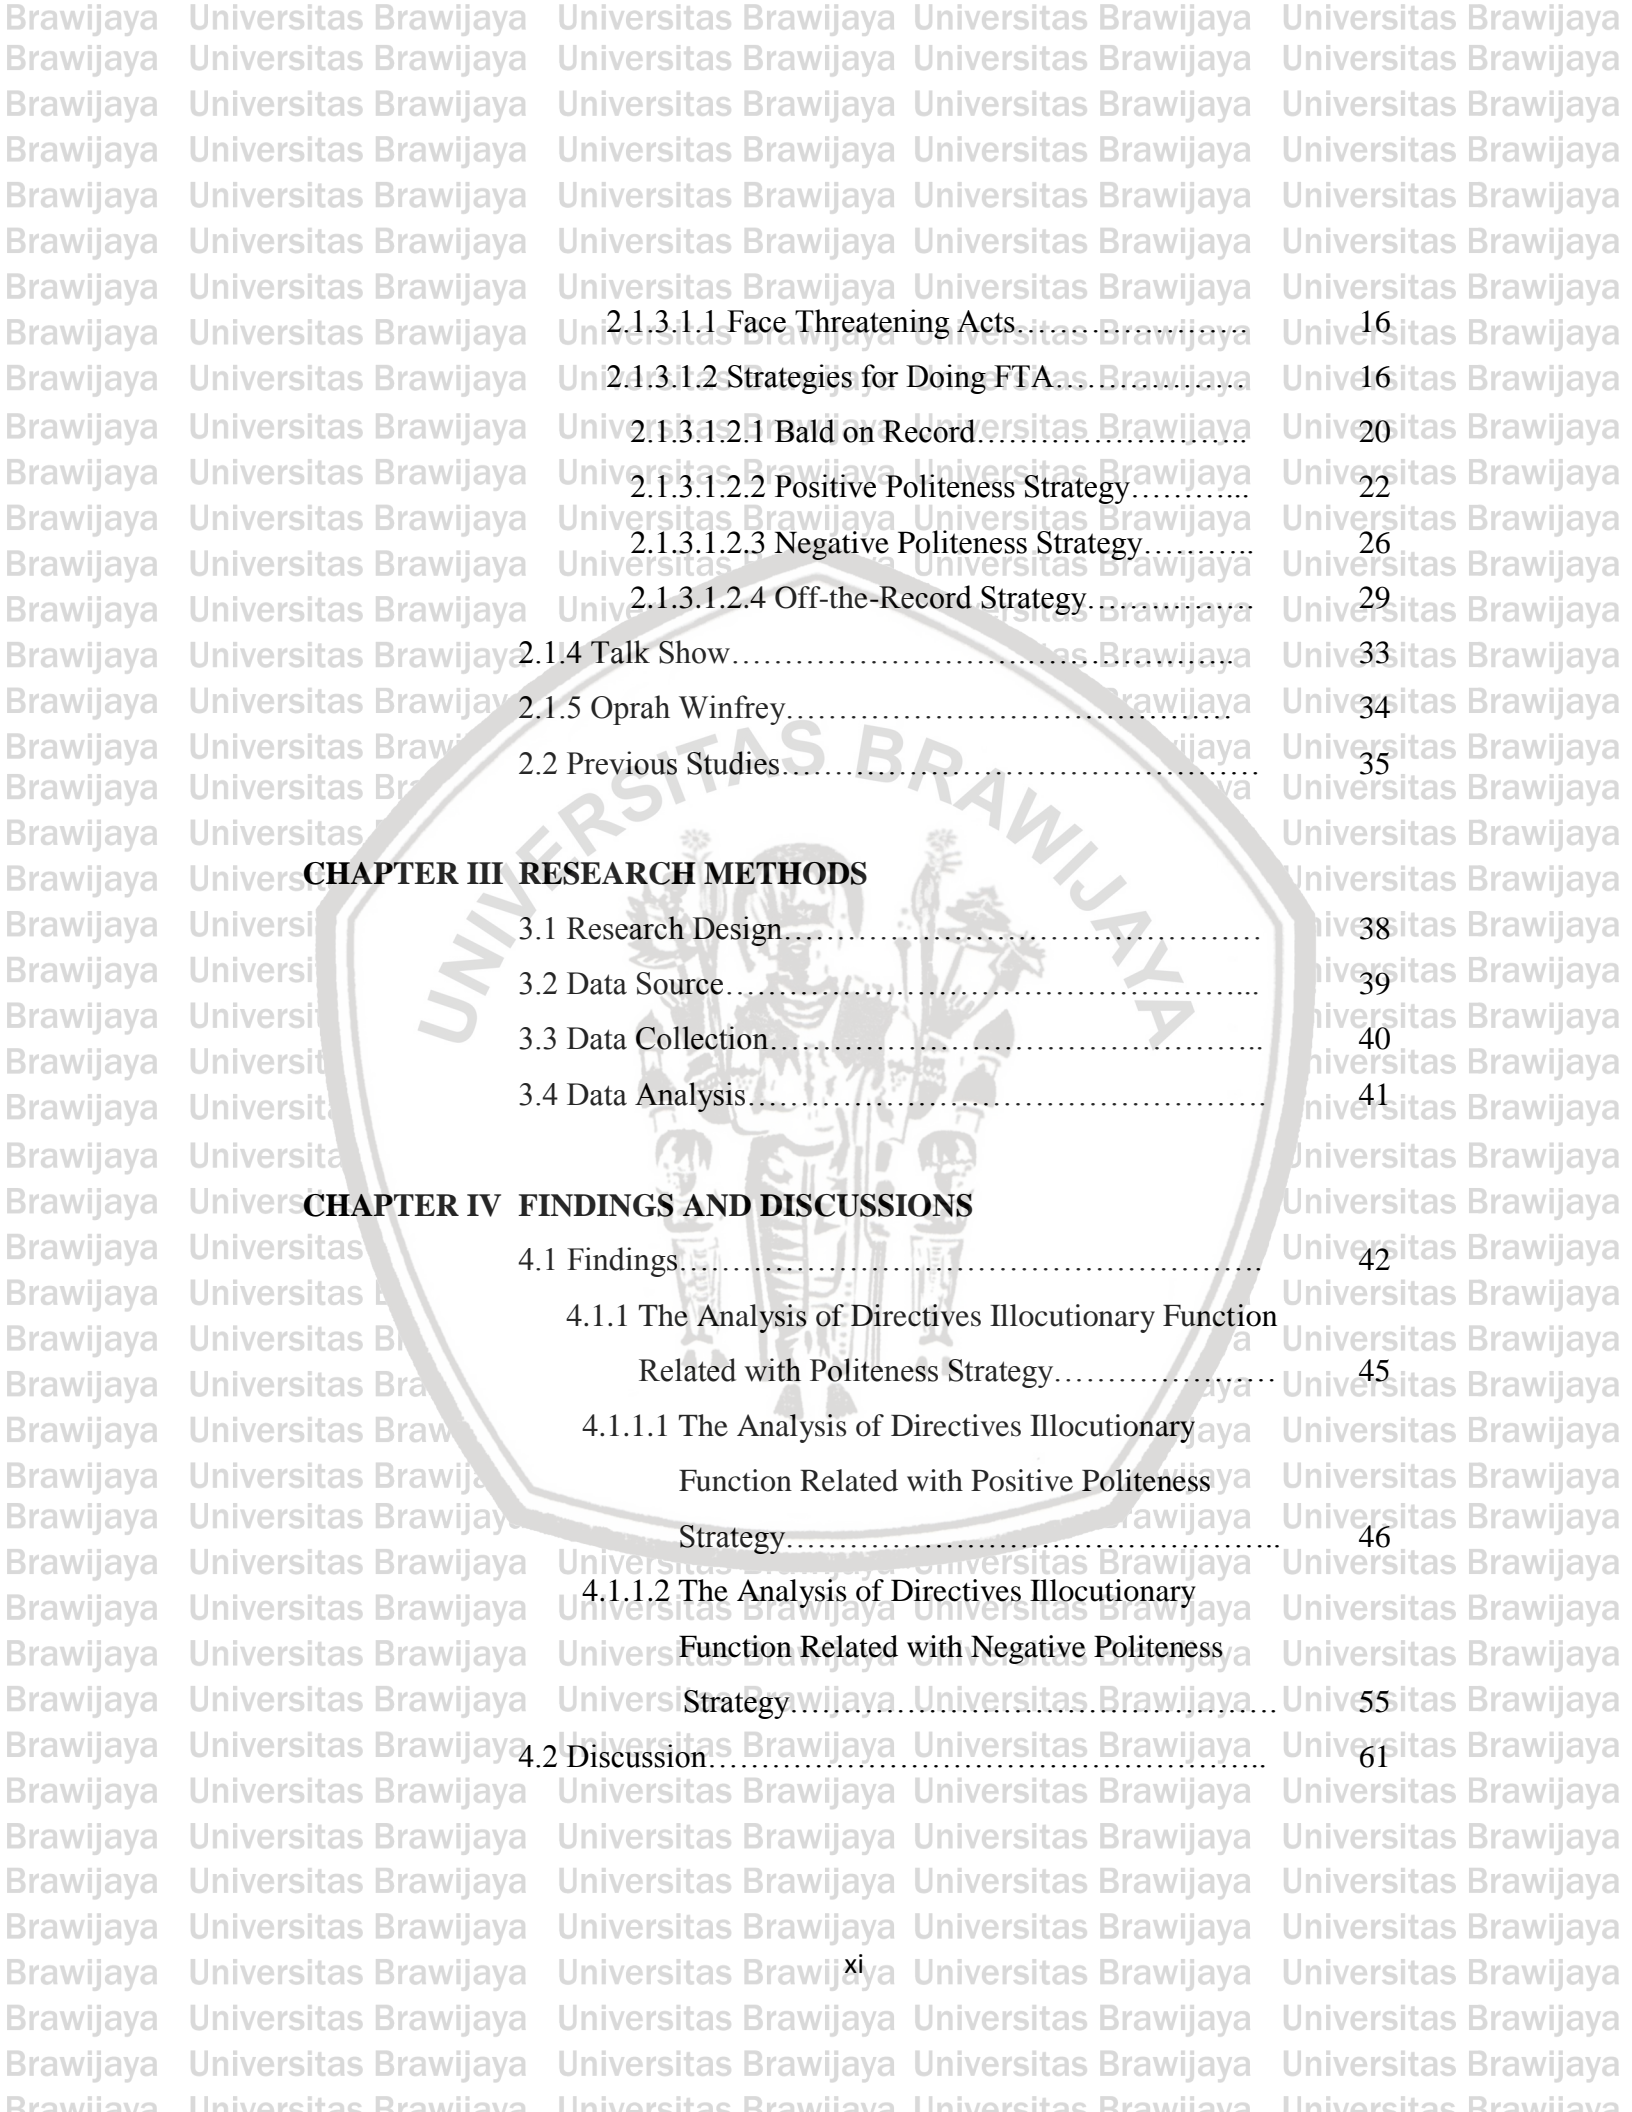 2.1.3.1.1 Face Threatening Acts…………………. 16
2.1.3.1.2 Strategies for Doing FTA……………… 16
2.1.3.1.2.1 Bald on Record…………………….. 20
2.1.3.1.2.2 Positive Politeness Strategy………... 22
2.1.3.1.2.3 Negative Politeness Strategy……….. 26
2.1.3.1.2.4 Off-the-Record Strategy……………. 29
2.1.4 Talk Show……………………………………….. 33
2.1.5 Oprah Winfrey…………………………………… 34
2.2 Previous Studies……………………………………… 35
UNIVERSITAS BRAWIJAYA
CHAPTER III RESEARCH METHODS
3.1 Research Design……………………………………… 38
3.2 Data Source…………………………………………... 39
3.3 Data Collection……………………………………….. 40
3.4 Data Analysis…………………………………………. 41
CHAPTER IV FINDINGS AND DISCUSSIONS
4.1 Findings………………………………………………. 42
4.1.1 The Analysis of Directives Illocutionary Function
Related with Politeness Strategy………………… 45
4.1.1.1 The Analysis of Directives Illocutionary
Function Related with Positive Politeness
Strategy……………………………………….. 46
4.1.1.2 The Analysis of Directives Illocutionary
Function Related with Negative Politeness
Strategy………………………………………. 55
4.2 Discussion…………………………………………….. 61
xi